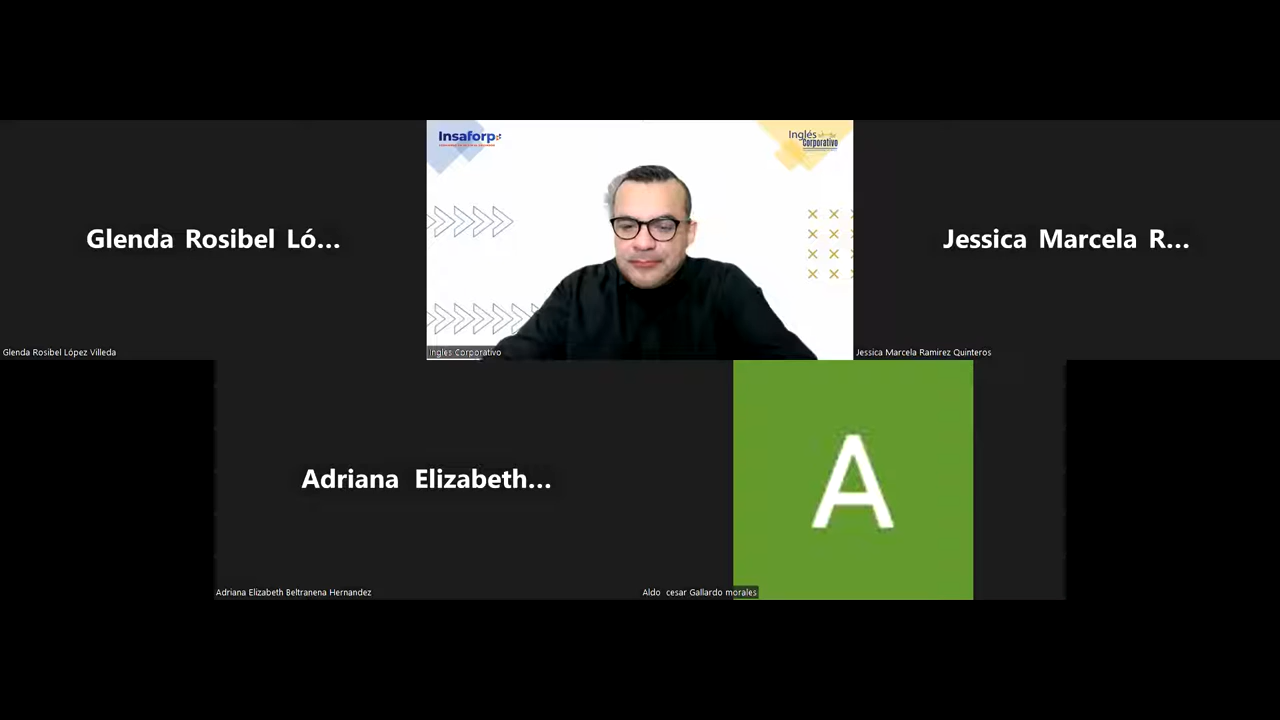 Insaforp
Inglés
Corporativo
Glenda Rosibel Ló...
Jessica Marcela R...
Glenda Rosibel López Villeda
Ingles Corporativo
Jessica Marcela Ramirez Quinteros
Adriana Elizabeth...
A
Adriana Elizabeth Beltranena Hernandez
Aldo cesar Gallardo morales